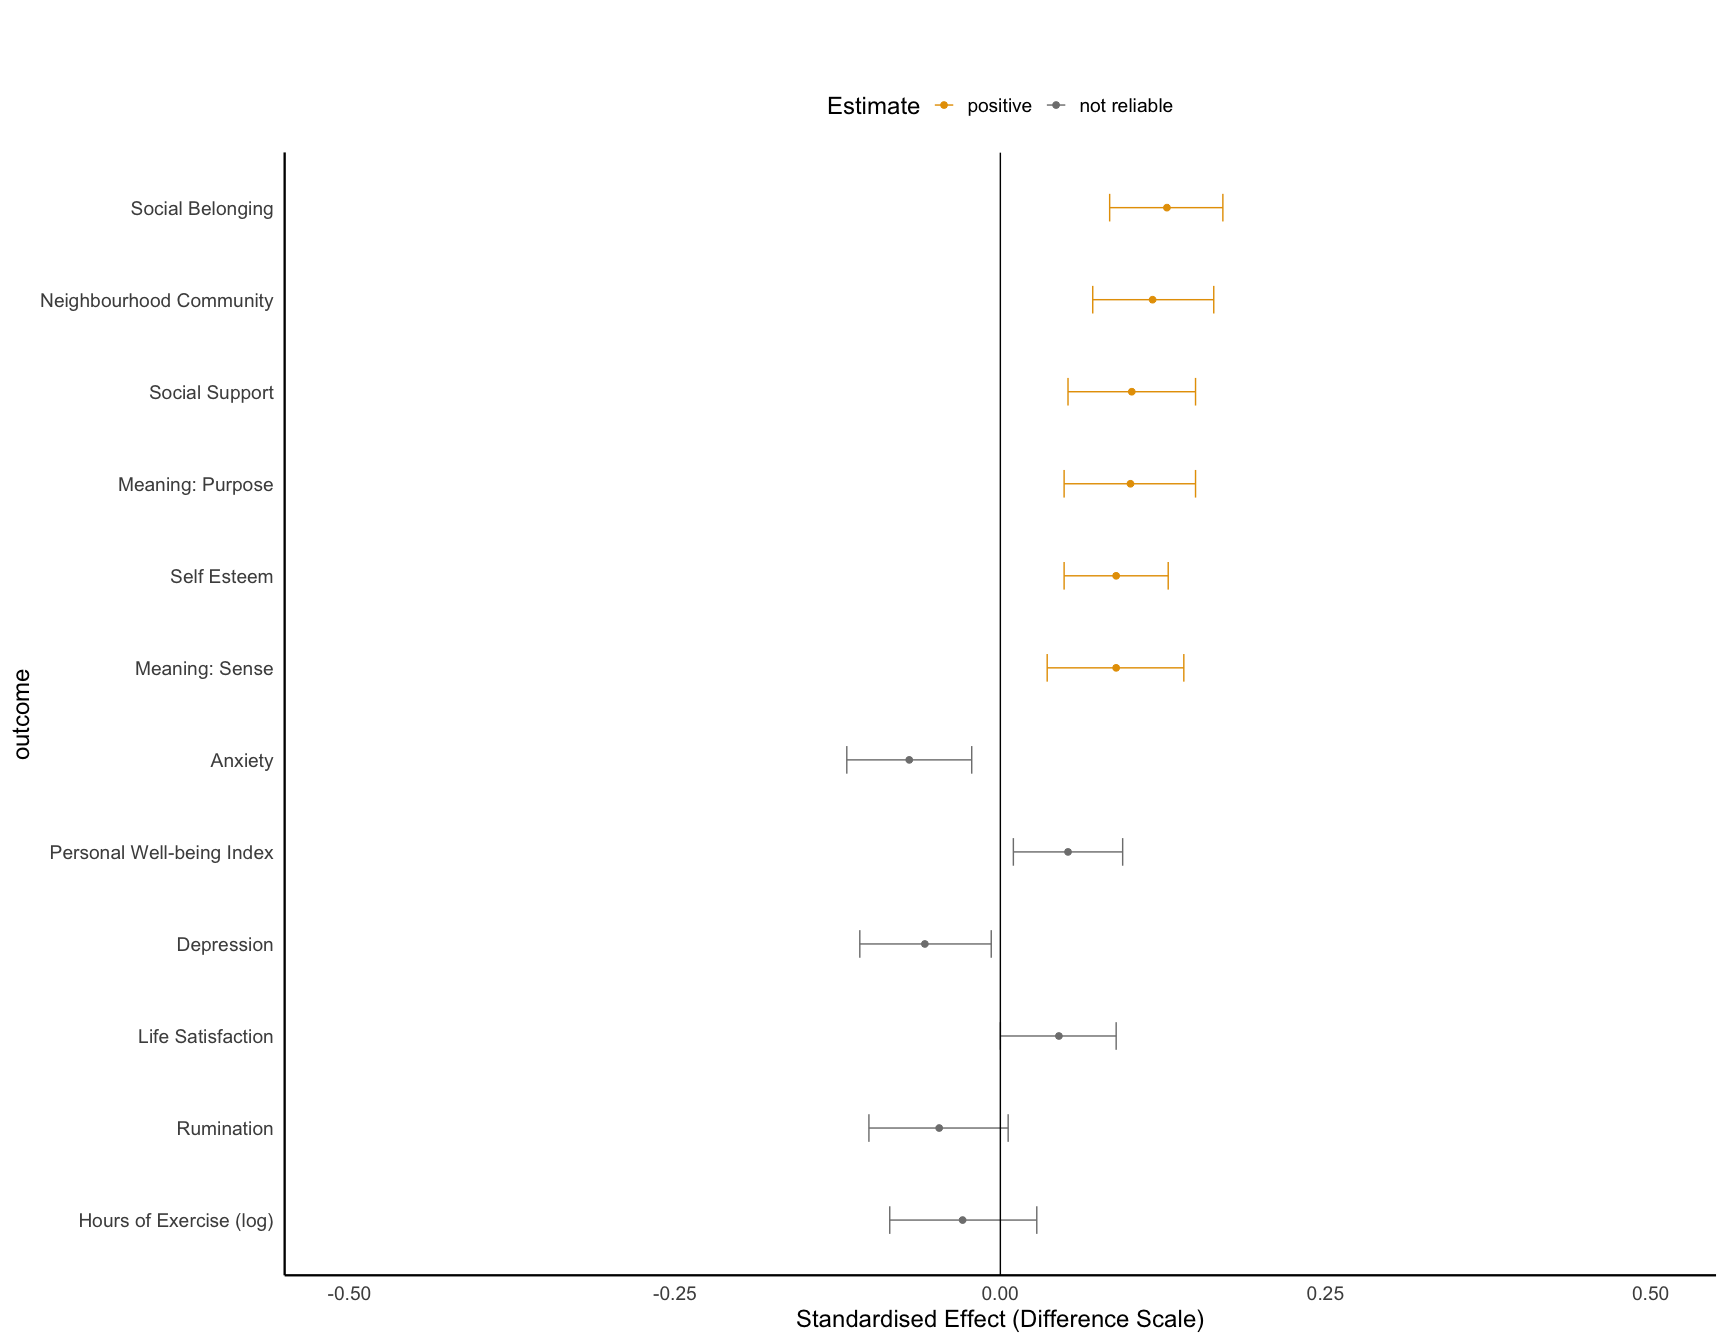 Estimate positive not reliable
Social Belonging
Neighbourhood Community
Social Support
Meaning: Purpose
Self Esteem
Meaning: Sense
Anxiety
Personal Well-being Index
Depression
Life Satisfaction
Rumination
Hours of Exercise (log)
outcome
-0.50 -0.25 0.00 0.25 0.50
Standardised Effect (Difference Scale)